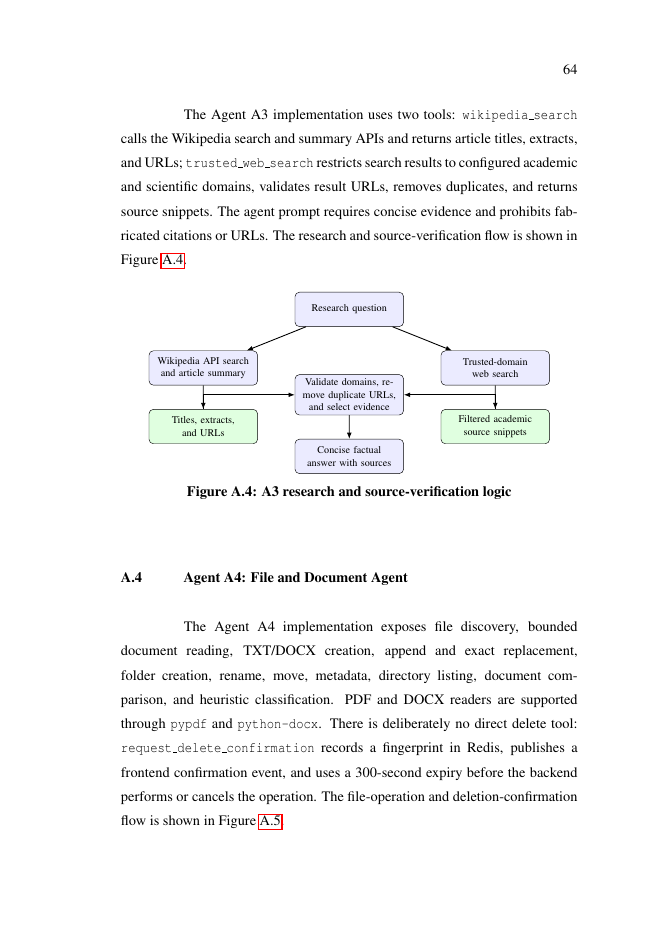 64
The Agent A3 implementation uses two tools: wikipedia_search
calls the Wikipedia search and summary APIs and returns article titles, extracts,
and URLs; trusted_web_search restricts search results to configured academic
and scientific domains, validates result URLs, removes duplicates, and returns
source snippets. The agent prompt requires concise evidence and prohibits fab-
ricated citations or URLs. The research and source-verification flow is shown in
Figure A.4.
Research question
Wikipedia API search
and article summary
Trusted-domain
web search
Validate domains, re-
move duplicate URLs,
and select evidence
Titles, extracts,
and URLs
Filtered academic
source snippets
Concise factual
answer with sources
Figure A.4: A3 research and source-verification logic
A.4 Agent A4: File and Document Agent
The Agent A4 implementation exposes file discovery, bounded
document reading, TXT/DOCX creation, append and exact replacement,
folder creation, rename, move, metadata, directory listing, document com-
parison, and heuristic classification. PDF and DOCX readers are supported
through pypdf and python-docx. There is deliberately no direct delete tool:
request_delete_confirmation records a fingerprint in Redis, publishes a
frontend confirmation event, and uses a 300-second expiry before the backend
performs or cancels the operation. The file-operation and deletion-confirmation
flow is shown in Figure A.5.